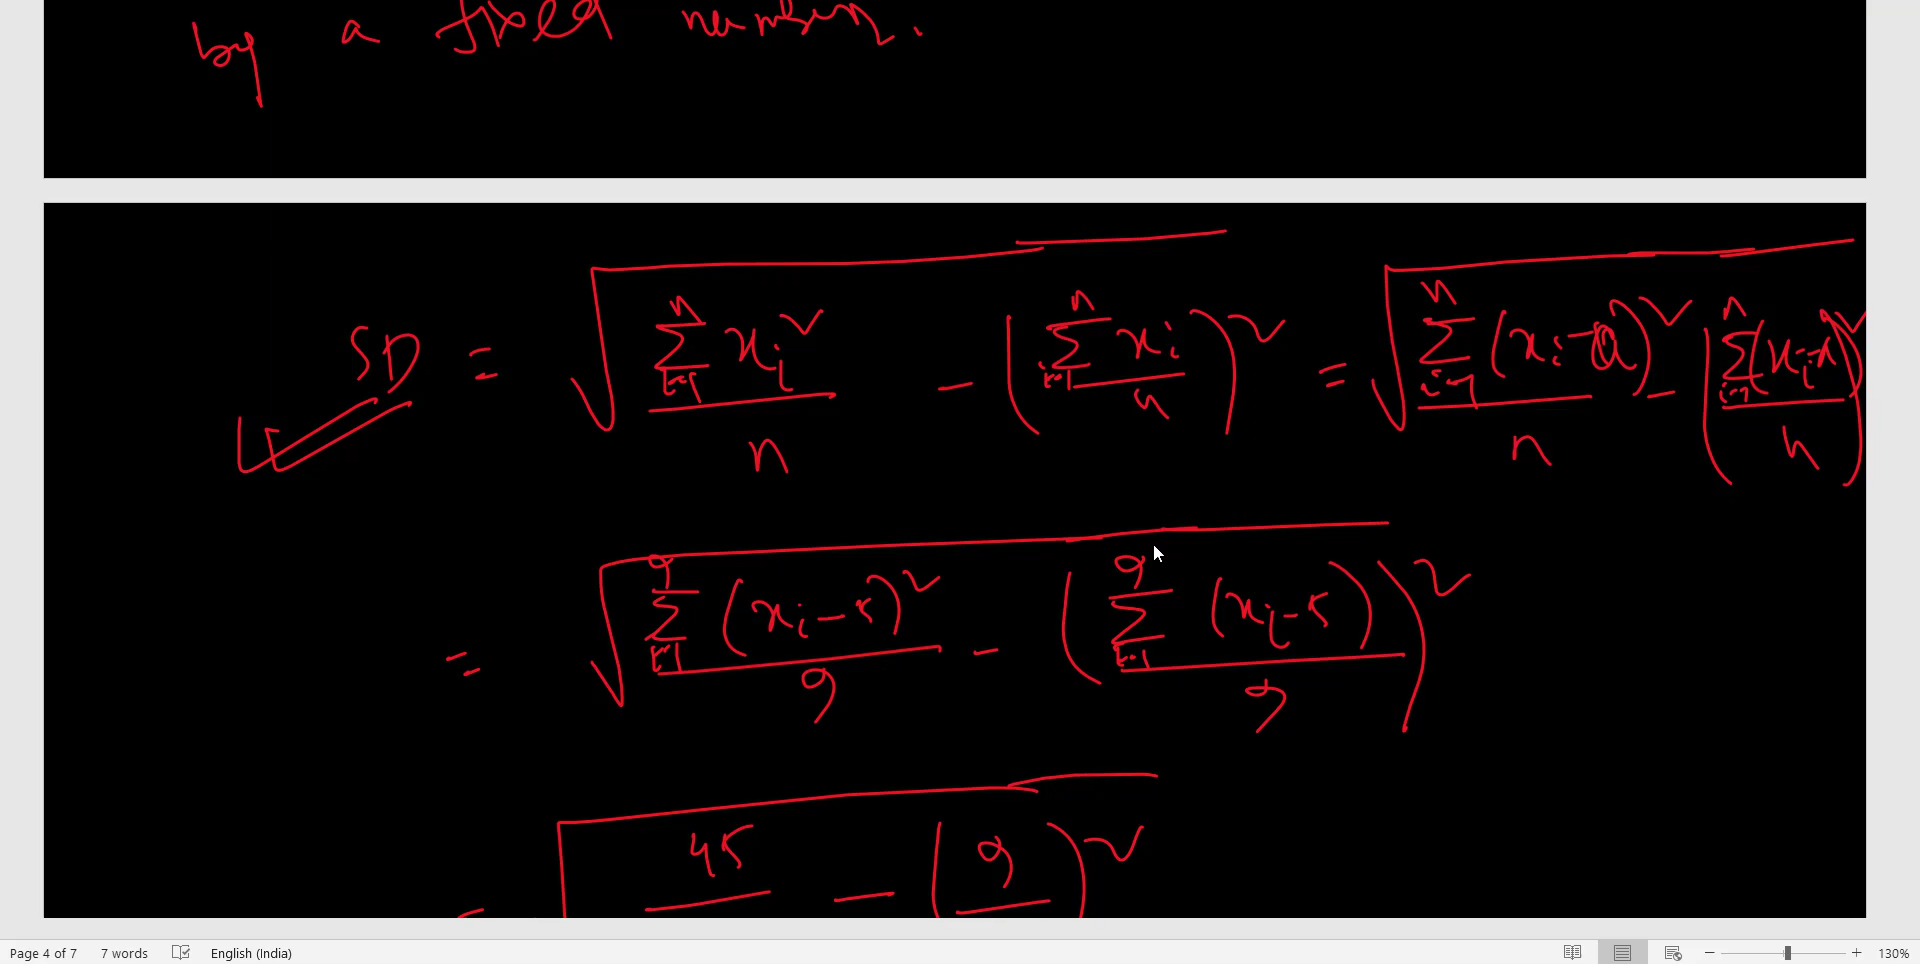 by a fixed number.
SD = √( Σ_{i=1}^{n} x_i² / n - ( Σ_{i=1}^{n} x_i / n )² ) = √( Σ_{i=1}^{n} (x_i - a)² / n - ( Σ_{i=1}^{n} (x_i - a) / n )² )
= √( Σ_{i=1}^{9} (x_i - 5)² / 9 - ( Σ_{i=1}^{9} (x_i - 5) / 9 )² )
= √( 45 - ( 9 )²
Page 4 of 7 7 words English (India) 130%